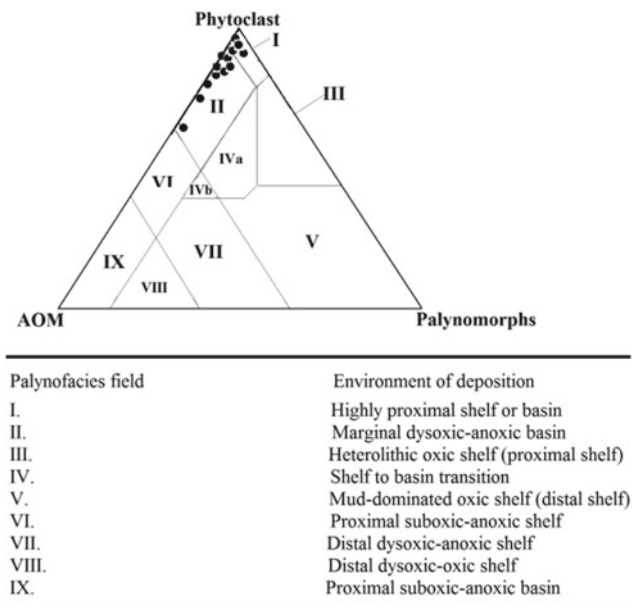 Phytoclast
I
III
II
IVa
VI
IVb
VII
V
IX
VIII
AOM
Palynomorphs
Palynofacies field Environment of deposition
I. Highly proximal shelf or basin
II. Marginal dysoxic-anoxic basin
III. Heterolithic oxic shelf (proximal shelf)
IV. Shelf to basin transition
V. Mud-dominated oxic shelf (distal shelf)
VI. Proximal suboxic-anoxic shelf
VII. Distal dysoxic-anoxic shelf
VIII. Distal dysoxic-oxic shelf
IX. Proximal suboxic-anoxic basin